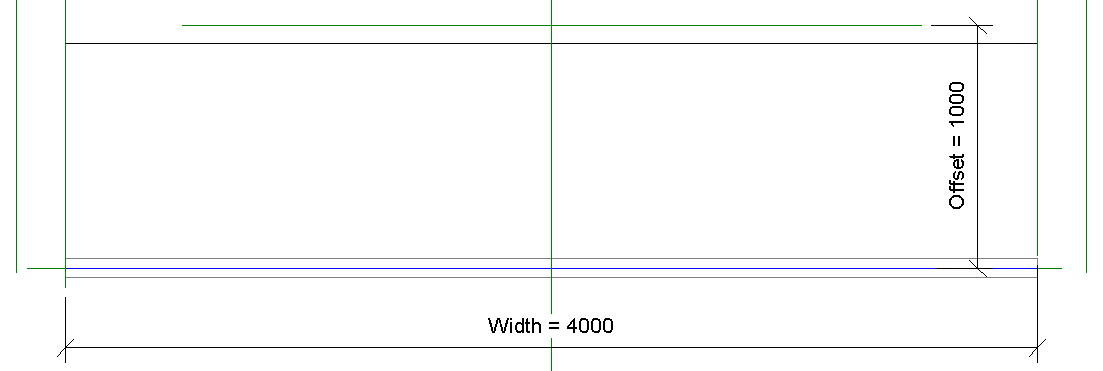 Offset = 1000
Width = 4000